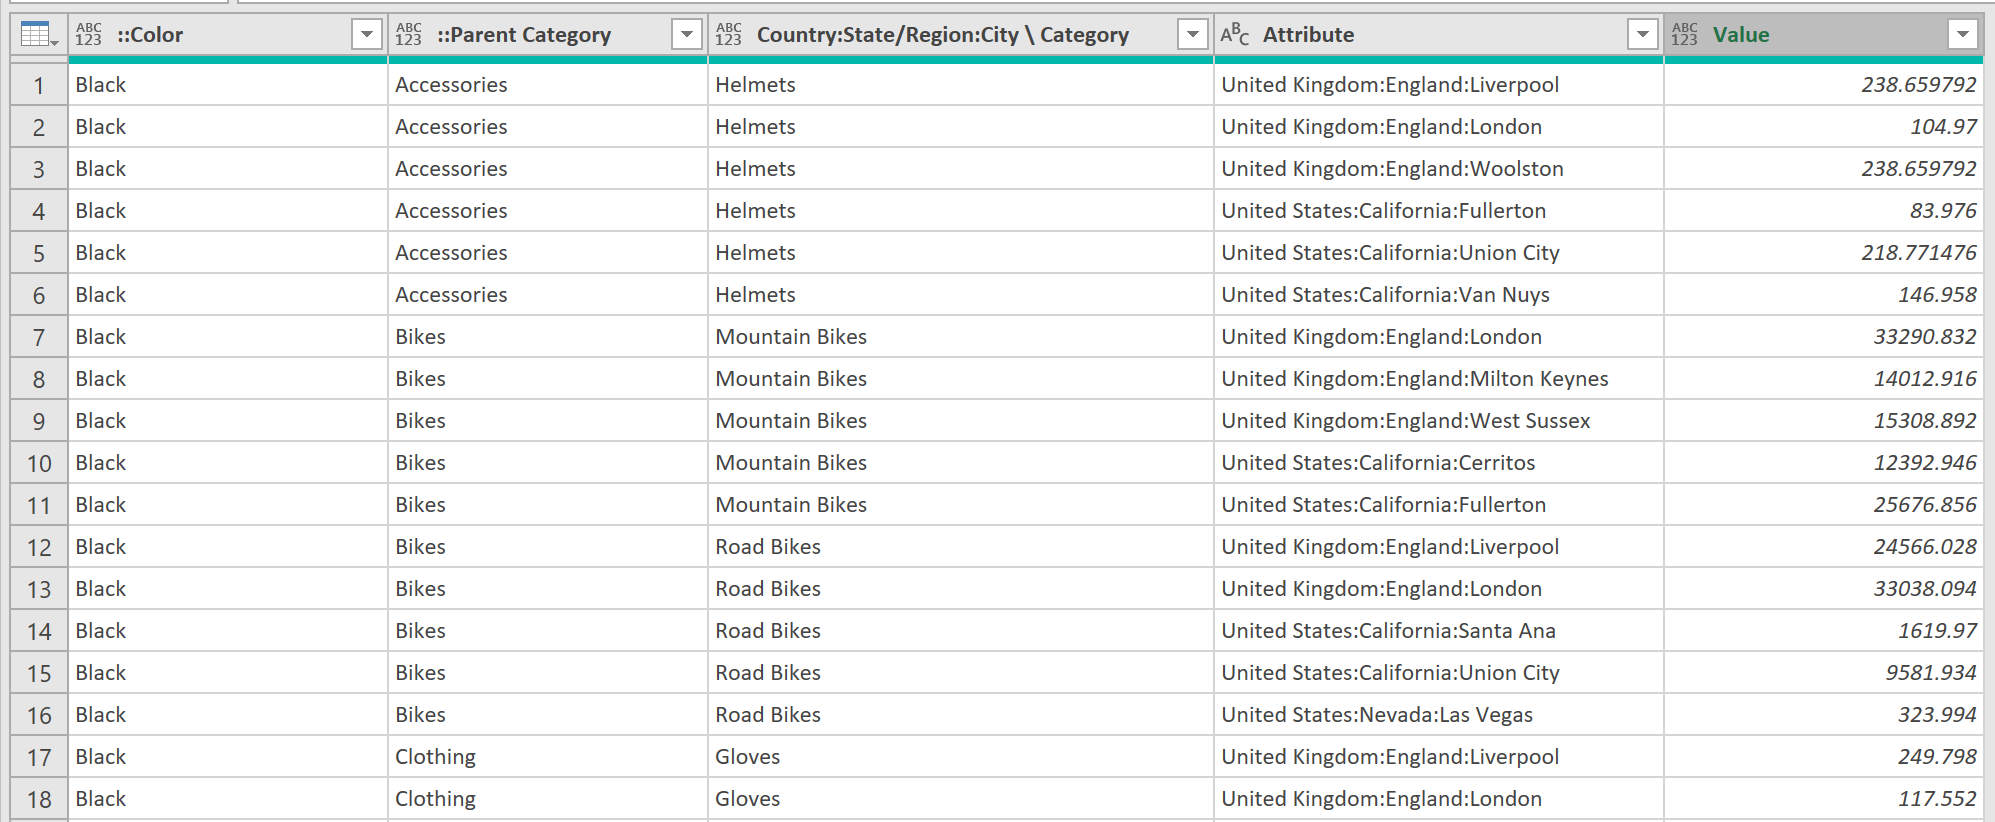 ABC 123 ::Color ABC 123 ::Parent Category ABC 123 Country:State/Region:City \ Category ABC Attribute ABC 123 Value
1 Black Accessories Helmets United Kingdom:England:Liverpool 238.659792
2 Black Accessories Helmets United Kingdom:England:London 104.97
3 Black Accessories Helmets United Kingdom:England:Woolston 238.659792
4 Black Accessories Helmets United States:California:Fullerton 83.976
5 Black Accessories Helmets United States:California:Union City 218.771476
6 Black Accessories Helmets United States:California:Van Nuys 146.958
7 Black Bikes Mountain Bikes United Kingdom:England:London 33290.832
8 Black Bikes Mountain Bikes United Kingdom:England:Milton Keynes 14012.916
9 Black Bikes Mountain Bikes United Kingdom:England:West Sussex 15308.892
10 Black Bikes Mountain Bikes United States:California:Cerritos 12392.946
11 Black Bikes Mountain Bikes United States:California:Fullerton 25676.856
12 Black Bikes Road Bikes United Kingdom:England:Liverpool 24566.028
13 Black Bikes Road Bikes United Kingdom:England:London 33038.094
14 Black Bikes Road Bikes United States:California:Santa Ana 1619.97
15 Black Bikes Road Bikes United States:California:Union City 9581.934
16 Black Bikes Road Bikes United States:Nevada:Las Vegas 323.994
17 Black Clothing Gloves United Kingdom:England:Liverpool 249.798
18 Black Clothing Gloves United Kingdom:England:London 117.552